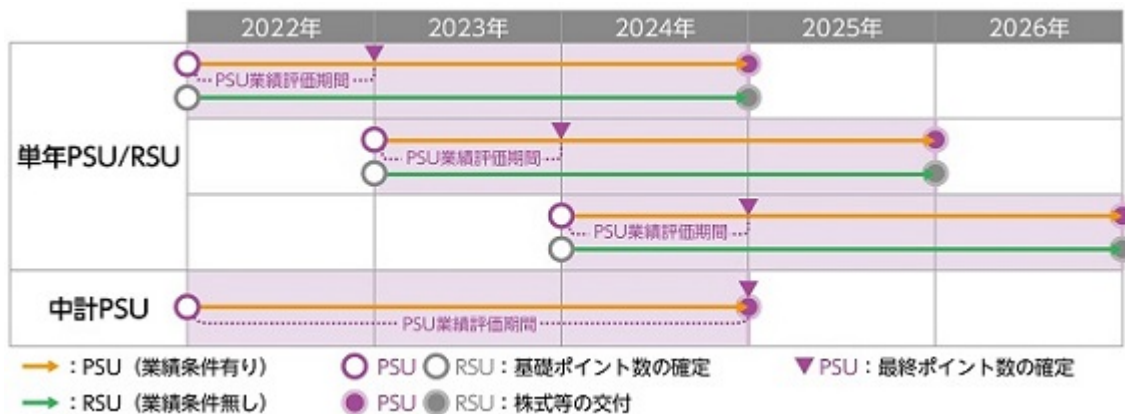 2022年 2023年 2024年 2025年 2026年
PSU業績評価期間
単年PSU/RSU
PSU業績評価期間
PSU業績評価期間
中計PSU
PSU業績評価期間
：PSU（業績条件有り） PSU RSU：基礎ポイント数の確定 PSU：最終ポイント数の確定
：RSU（業績条件無し） PSU RSU：株式等の交付